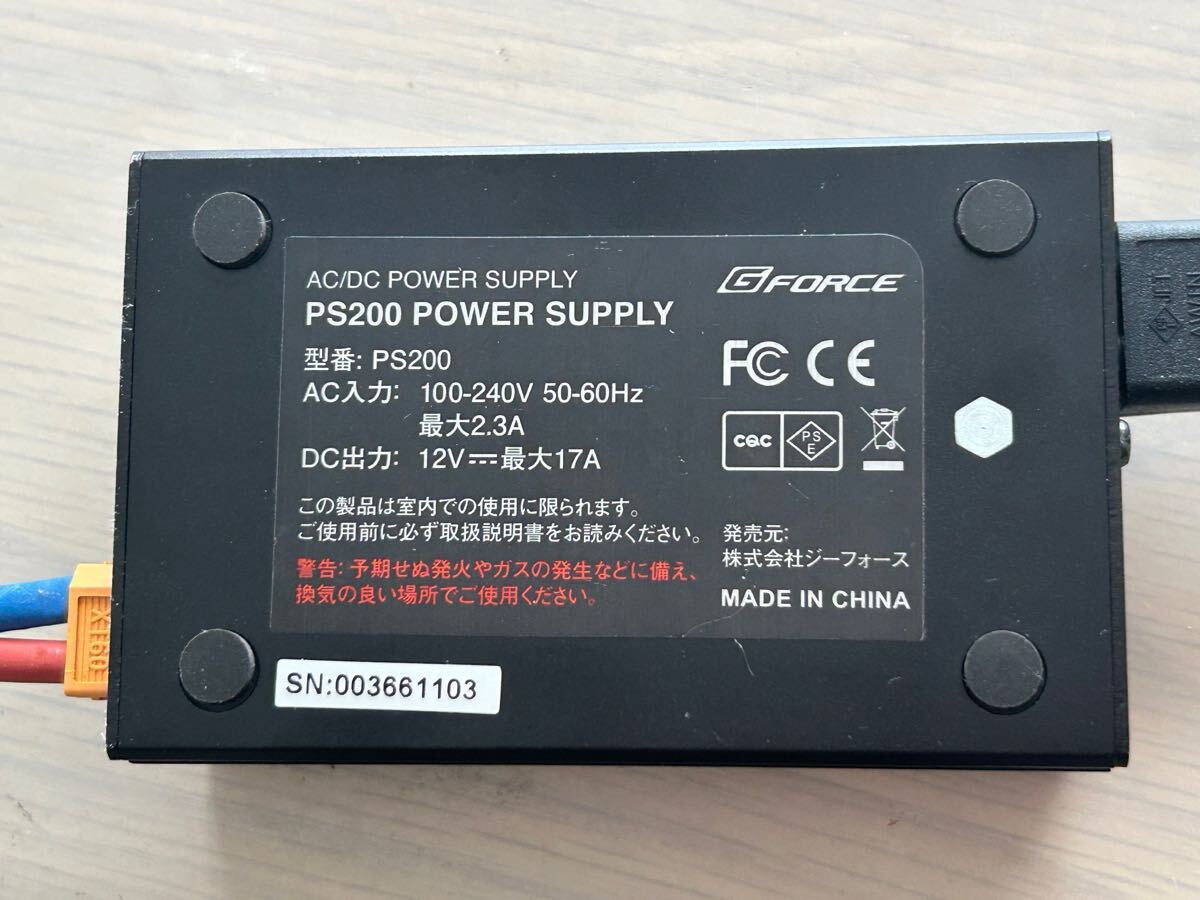 AC/DC POWER SUPPLY
PS200 POWER SUPPLY
型番: PS200
AC入力: 100-240V 50-60Hz
最大2.3A
DC出力: 12V⎓最大17A
この製品は室内での使用に限られます。
ご使用前に必ず取扱説明書をお読みください。
警告: 予期せぬ発火やガスの発生などに備え、
換気の良い場所でご使用ください。
GFORCE
FC CE
CQC PSE
発売元:
株式会社ジーフォース
MADE IN CHINA
SN:003661103